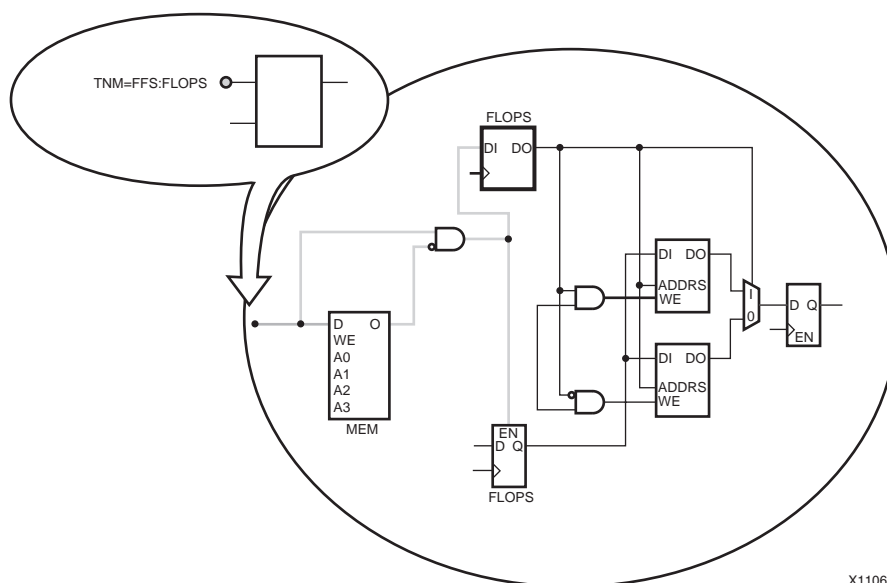 TNM=FFS:FLOPS
FLOPS
DI DO
D O
WE
A0
A1
A2
A3
MEM
DI DO
ADDRS
WE
I
0
D Q
EN
DI DO
ADDRS
WE
EN
D Q
FLOPS
X1106